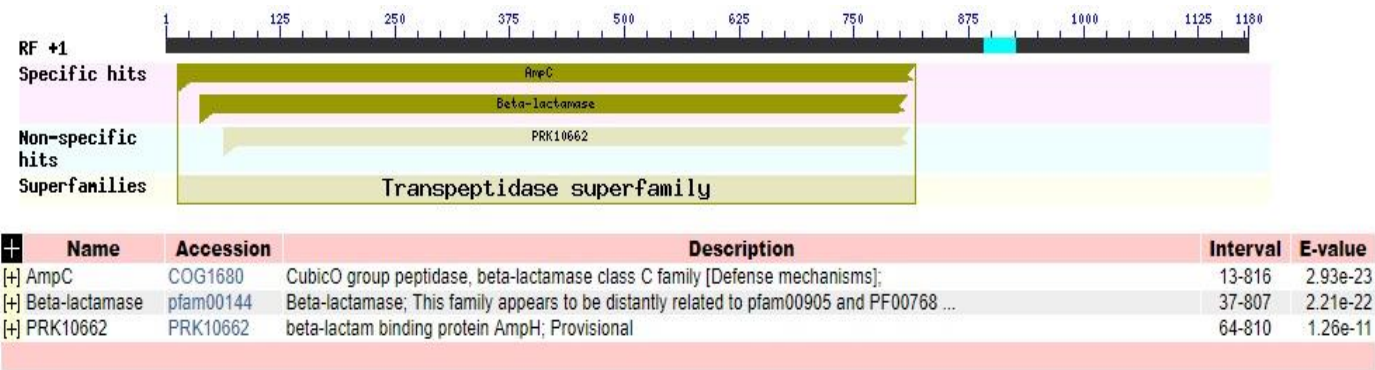 1 125 250 375 500 625 750 875 1000 1125 1180
RF +1
Specific hits
AmpC
Beta-lactamase
Non-specific
hits
PRK10662
Superfamilies
Transpeptidase superfamily
+ Name Accession Description Interval E-value
[+] AmpC COG1680 CubicO group peptidase, beta-lactamase class C family [Defense mechanisms]; 13-816 2.93e-23
[+] Beta-lactamase pfam00144 Beta-lactamase; This family appears to be distantly related to pfam00905 and PF00768 ... 37-807 2.21e-22
[+] PRK10662 PRK10662 beta-lactam binding protein AmpH; Provisional 64-810 1.26e-11